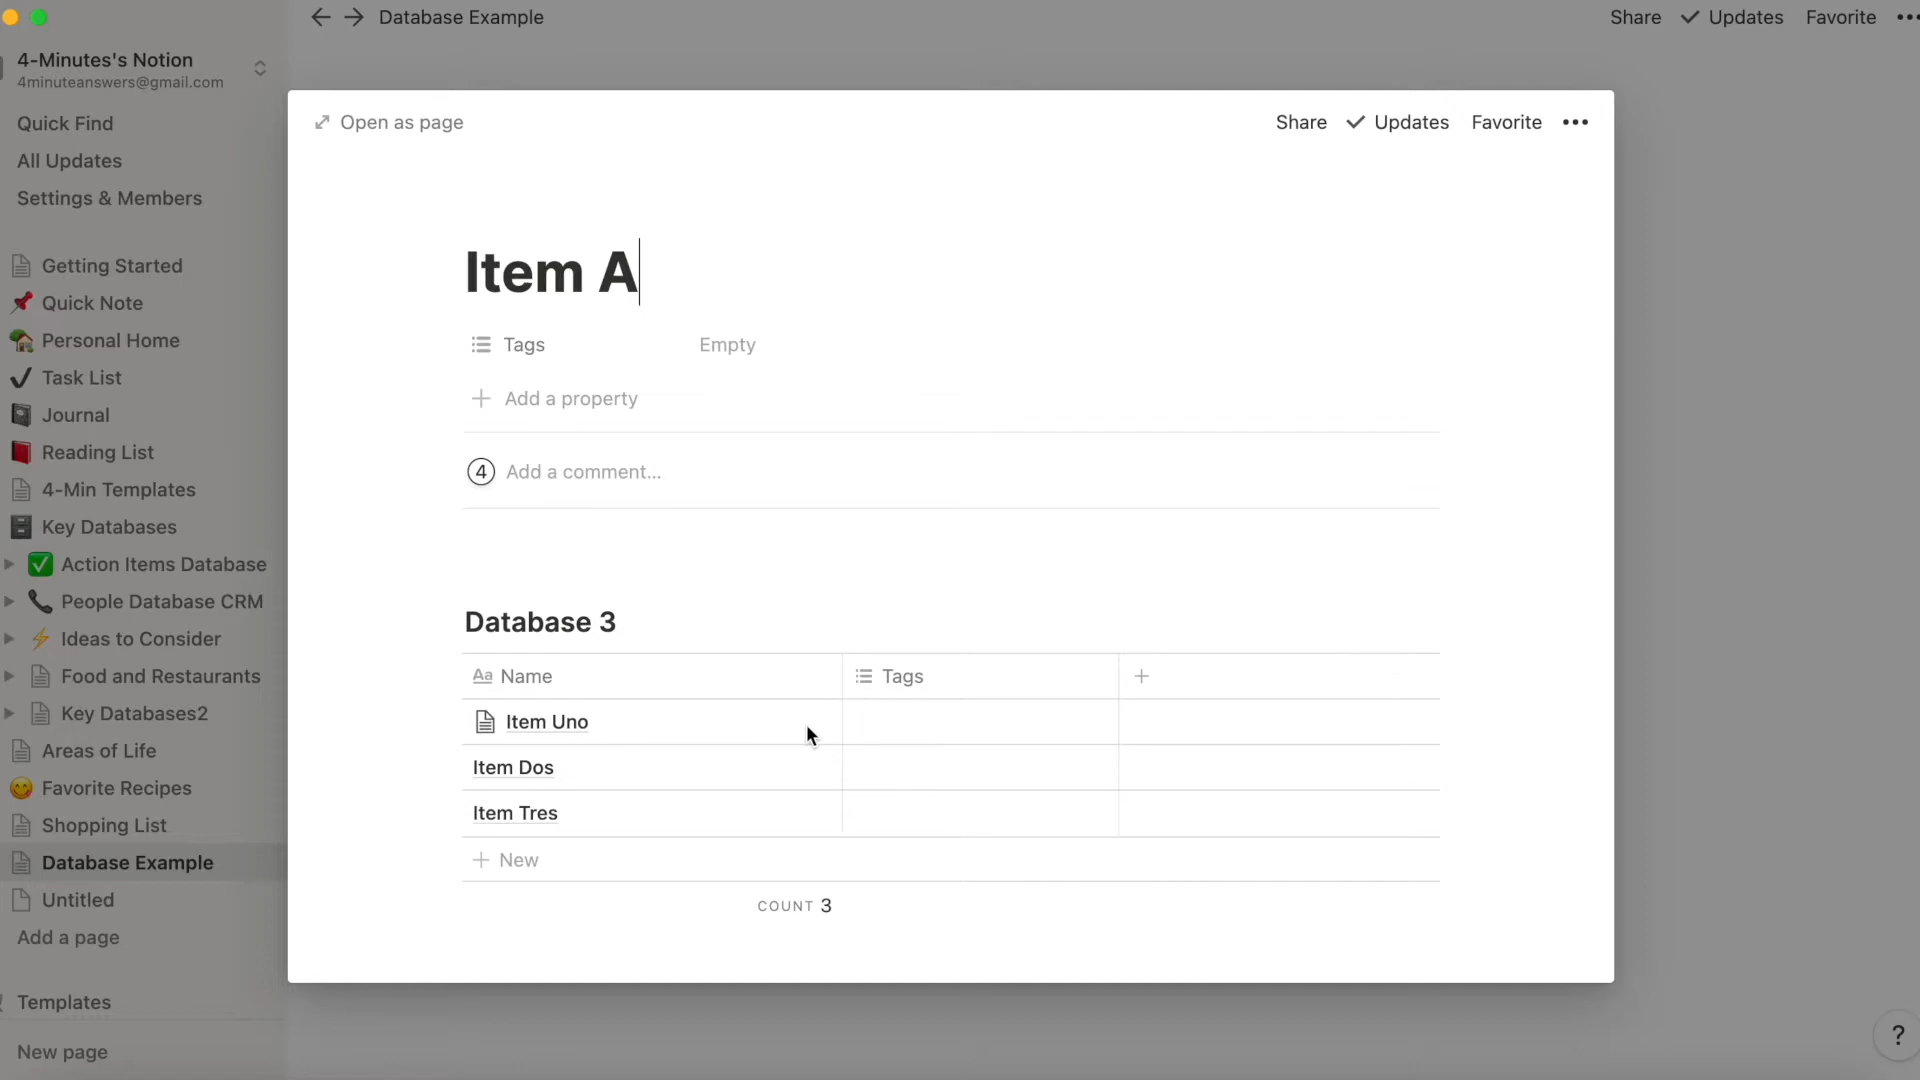 Database Example
Share Updates Favorite
4-Minutes's Notion
4minuteanswers@gmail.com
Quick Find
All Updates
Settings & Members
Getting Started
Quick Note
Personal Home
Task List
Journal
Reading List
4-Min Templates
Key Databases
Action Items Database
People Database CRM
Ideas to Consider
Food and Restaurants
Key Databases2
Areas of Life
Favorite Recipes
Shopping List
Database Example
Untitled
Add a page
Templates
New page
Open as page
Share Updates Favorite
Item A
Tags Empty
Add a property
4 Add a comment...
Database 3
Aa Name Tags
Item Uno
Item Dos
Item Tres
New
COUNT 3
?